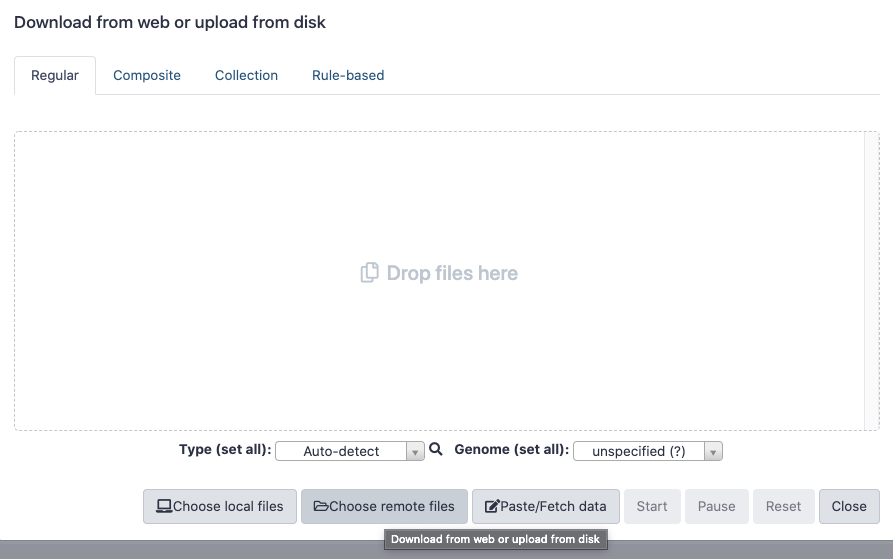 Download from web or upload from disk
Regular Composite Collection Rule-based
Drop files here
Type (set all): Auto-detect Genome (set all): unspecified (?)
Choose local files Choose remote files Paste/Fetch data Start Pause Reset Close
Download from web or upload from disk